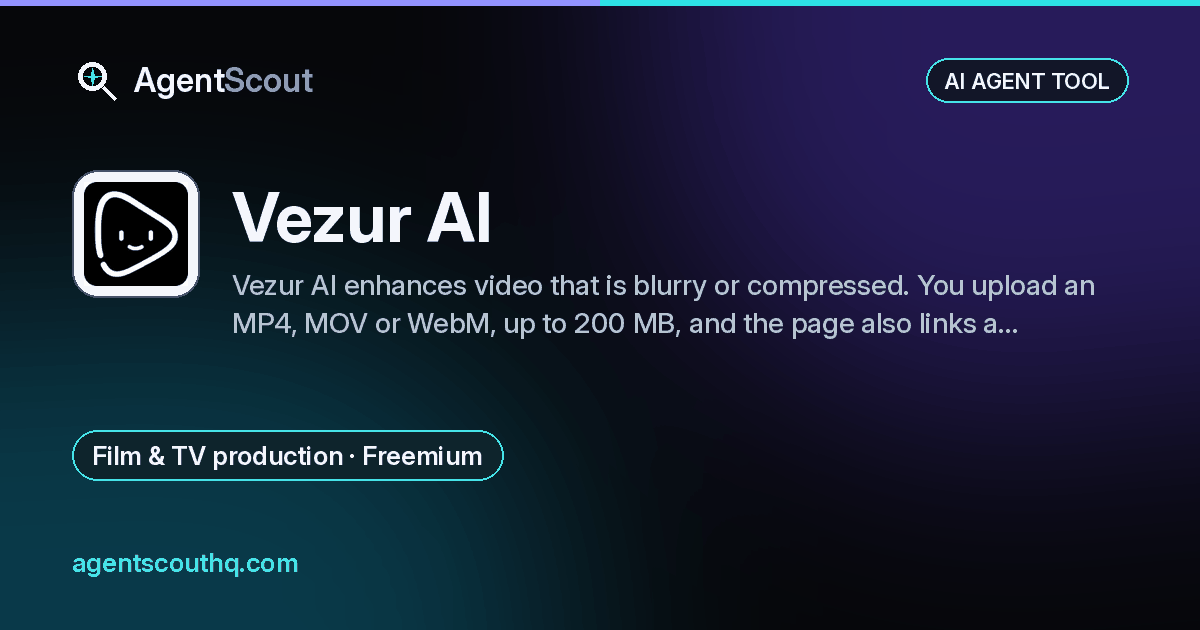 AgentScout
AI AGENT TOOL
Vezur AI
Vezur AI enhances video that is blurry or compressed. You upload an
MP4, MOV or WebM, up to 200 MB, and the page also links a...
Film & TV production · Freemium
agentscouthq.com